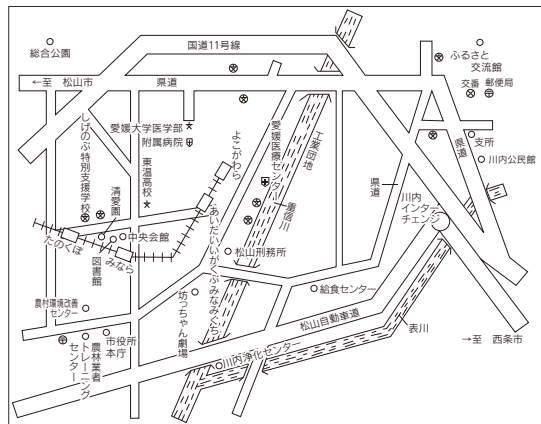 総合公園
国道11号線
←至　松山市
県道
ふるさと
交流館
交番
郵便局
支所
川内公民館
県道
愛媛大学医学部
附属病院
しげのぶ特別支援学校
東温高校
よこがわら
愛媛医療センター
工業団地
重信川
清愛園
中央会館
図書館
たのくぼ
みなら
あいだいいがくぶみなみぐち
松山刑務所
県道
川内
インター
チェンジ
農村環境改善
センター
坊っちゃん劇場
給食センター
松山自動車道
表川
→至　西条市
市役所
本庁
農林業者
トレーニング
センター
川内浄化センター